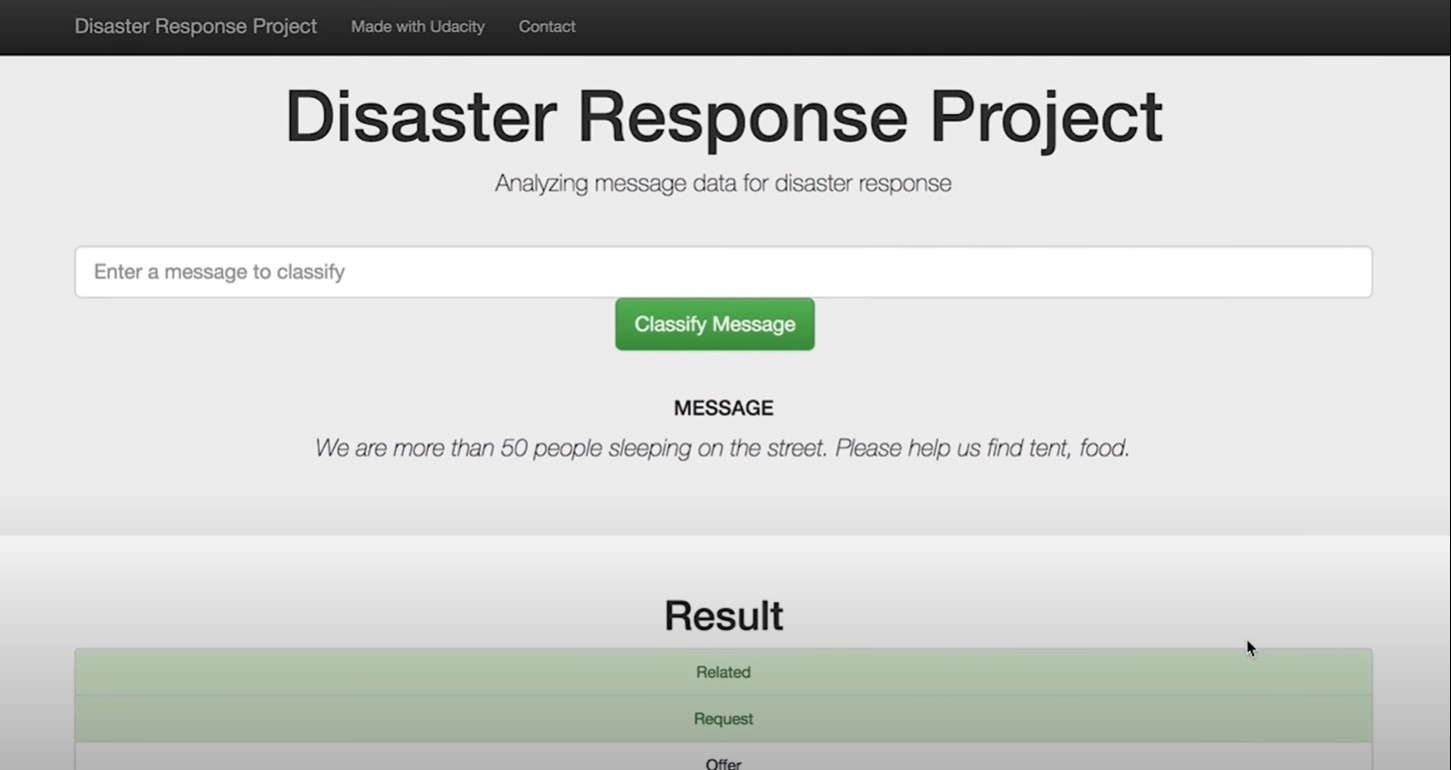 Disaster Response Project Made with Udacity Contact
Disaster Response Project
Analyzing message data for disaster response
Enter a message to classify
Classify Message
MESSAGE
We are more than 50 people sleeping on the street. Please help us find tent, food.
Result
Related
Request
Offer